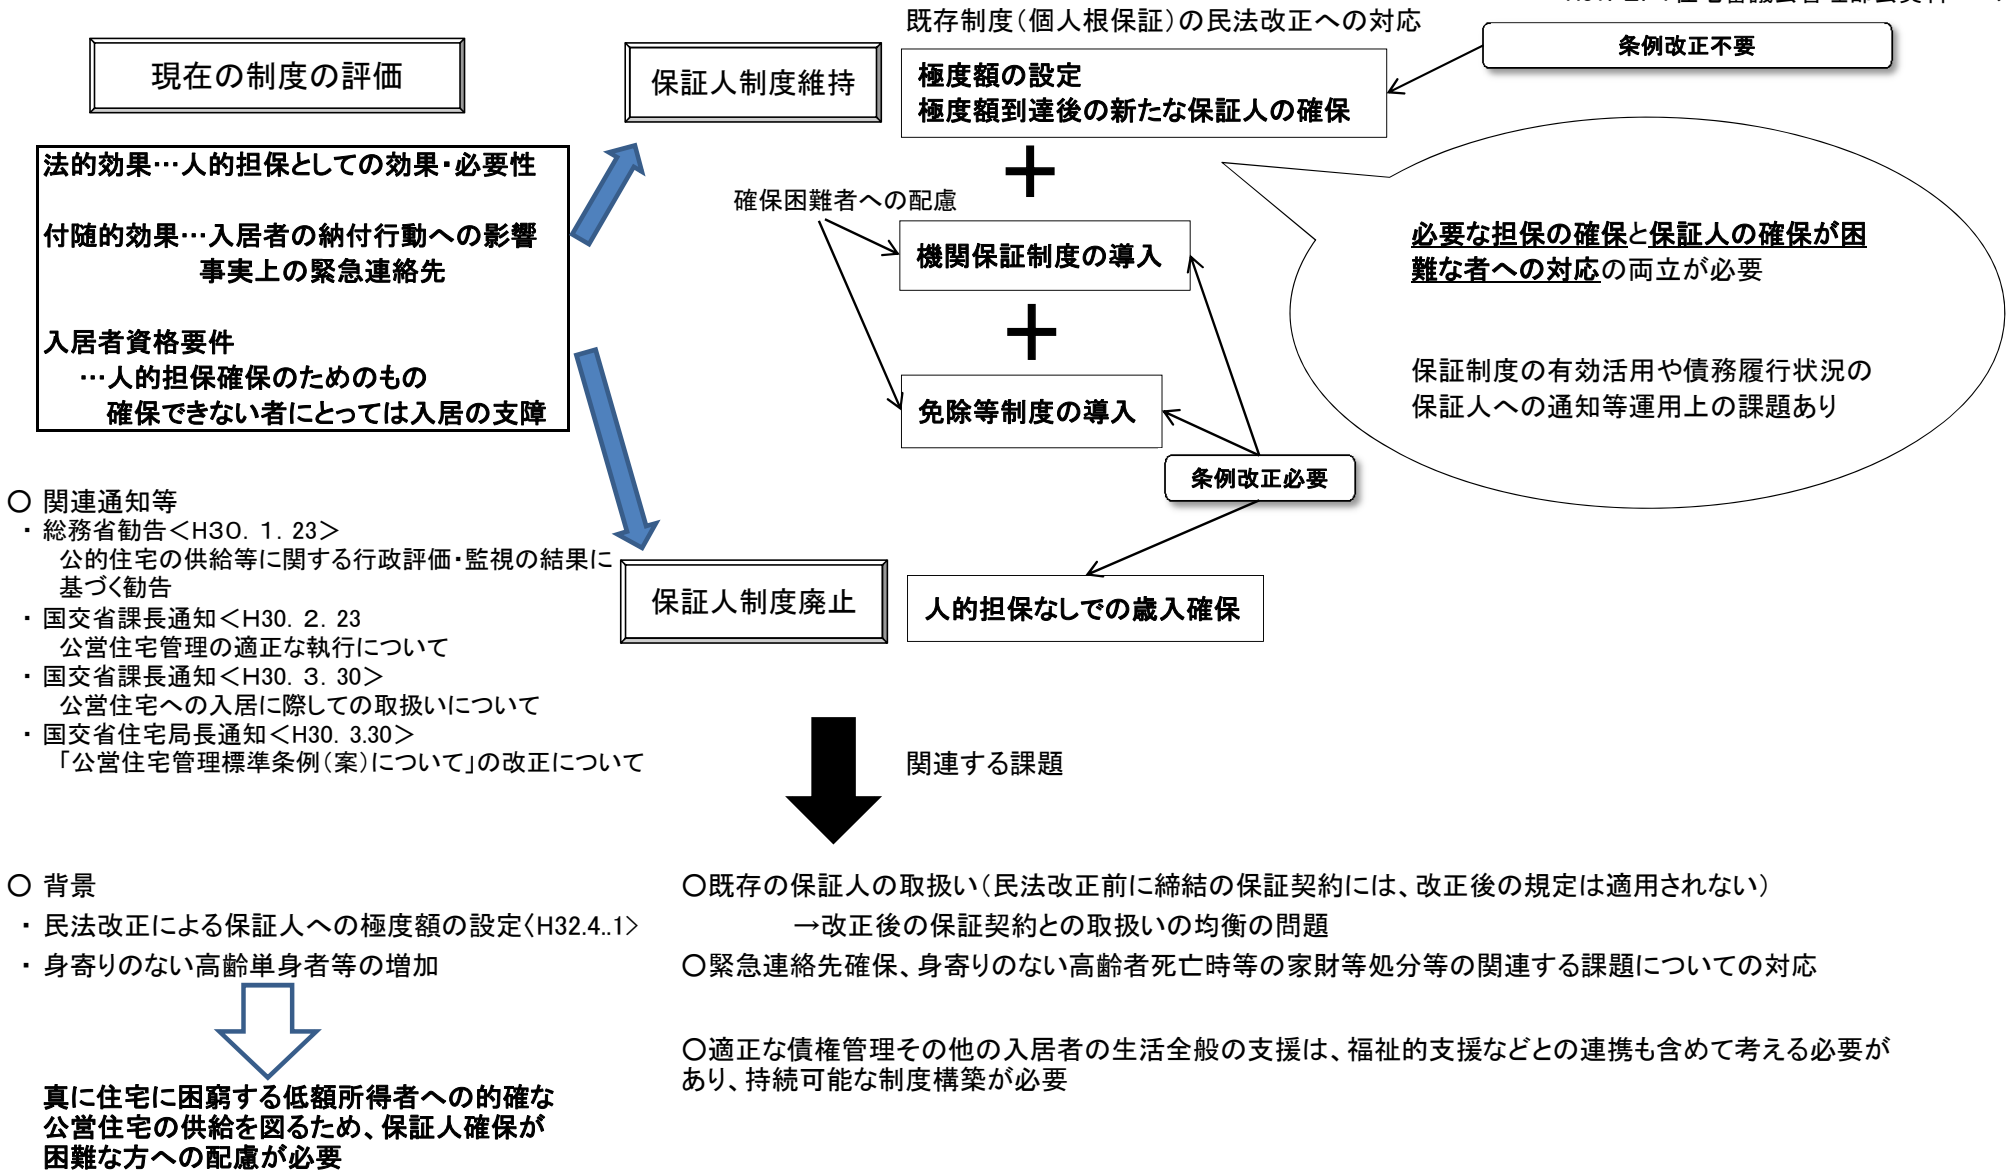 既存制度(個人根保証)の民法改正への対応
条例改正不要
現在の制度の評価
保証人制度維持
極度額の設定
極度額到達後の新たな保証人の確保
法的効果…人的担保としての効果・必要性
付随的効果…入居者の納付行動への影響
事実上の緊急連絡先
入居者資格要件
…人的担保確保のためのもの
確保できない者にとっては入居の支障
＋
確保困難者への配慮
機関保証制度の導入
＋
免除等制度の導入
条例改正必要
必要な担保の確保と保証人の確保が困
難な者への対応の両立が必要
保証制度の有効活用や債務履行状況の
保証人への通知等運用上の課題あり
○ 関連通知等
・ 総務省勧告<H30. 1. 23>
公的住宅の供給等に関する行政評価・監視の結果に
基づく勧告
・ 国交省課長通知<H30. 2. 23
公営住宅管理の適正な執行について
・ 国交省課長通知<H30. 3. 30>
公営住宅への入居に際しての取扱いについて
・ 国交省住宅局長通知<H30. 3.30>
「公営住宅管理標準条例(案)について」の改正について
保証人制度廃止
人的担保なしでの歳入確保
関連する課題
○ 背景
・ 民法改正による保証人への極度額の設定〈H32.4..1〉
・ 身寄りのない高齢単身者等の増加
真に住宅に困窮する低額所得者への的確な
公営住宅の供給を図るため、保証人確保が
困難な方への配慮が必要
○既存の保証人の取扱い(民法改正前に締結の保証契約には、改正後の規定は適用されない)
→改正後の保証契約との取扱いの均衡の問題
○緊急連絡先確保、身寄りのない高齢者死亡時等の家財等処分等の関連する課題についての対応
○適正な債権管理その他の入居者の生活全般の支援は、福祉的支援などとの連携も含めて考える必要が
あり、持続可能な制度構築が必要